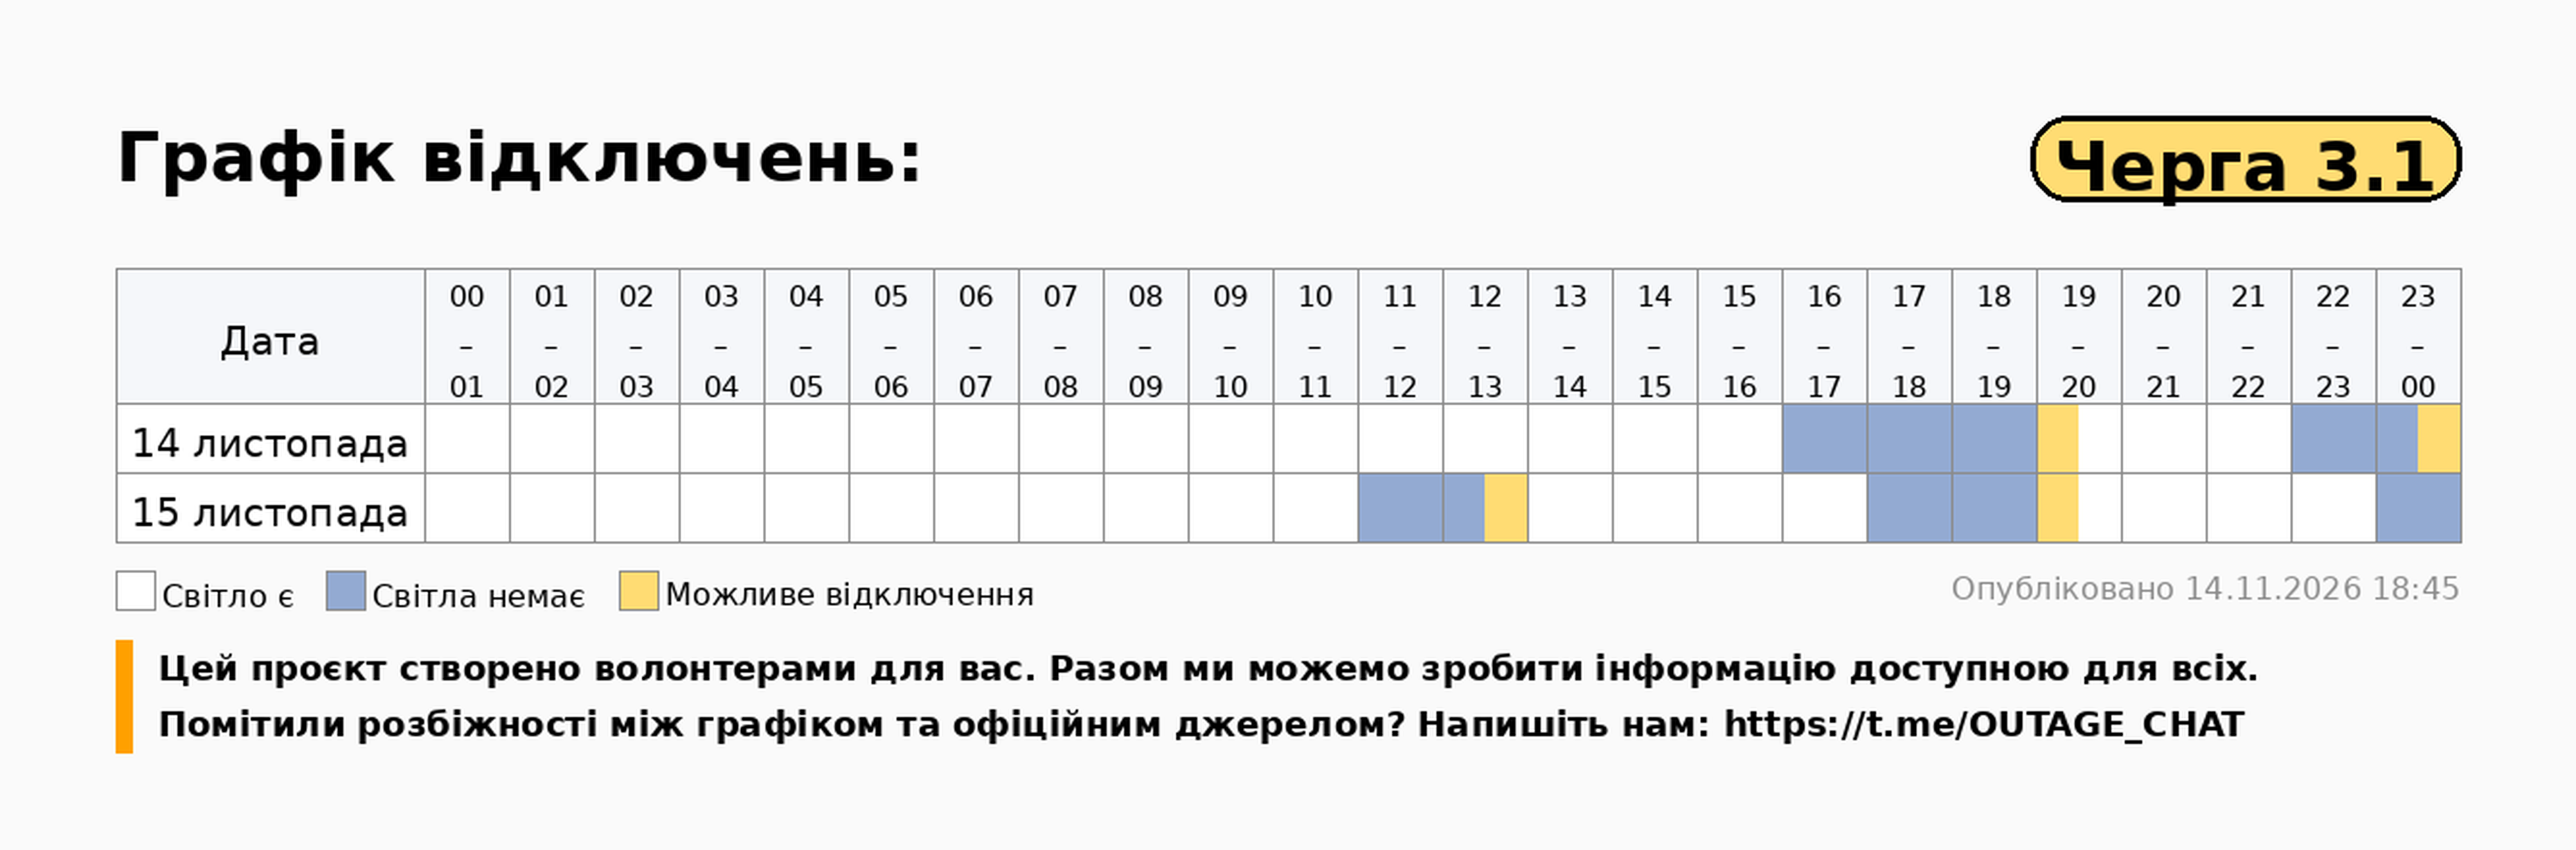 Графік відключень:
Черга 3.1
Дата 00 – 01 01 – 02 02 – 03 03 – 04 04 – 05 05 – 06 06 – 07 07 – 08 08 – 09 09 – 10 10 – 11 11 – 12 12 – 13 13 – 14 14 – 15 15 – 16 16 – 17 17 – 18 18 – 19 19 – 20 20 – 21 21 – 22 22 – 23 23 – 00
14 листопада
15 листопада
Світло є Світла немає Можливе відключення
Опубліковано 14.11.2026 18:45
Цей проєкт створено волонтерами для вас. Разом ми можемо зробити інформацію доступною для всіх.
Помітили розбіжності між графіком та офіційним джерелом? Напишіть нам: https://t.me/OUTAGE_CHAT